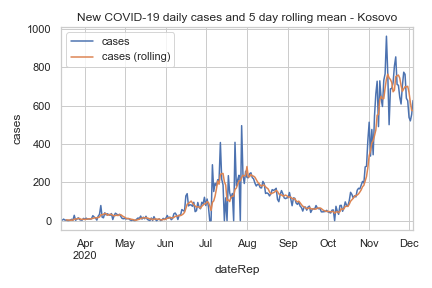 New COVID-19 daily cases and 5 day rolling mean - Kosovo
cases
cases (rolling)
1000
800
600
400
200
0
cases
Apr
2020
May
Jun
Jul
Aug
Sep
Oct
Nov
Dec
dateRep